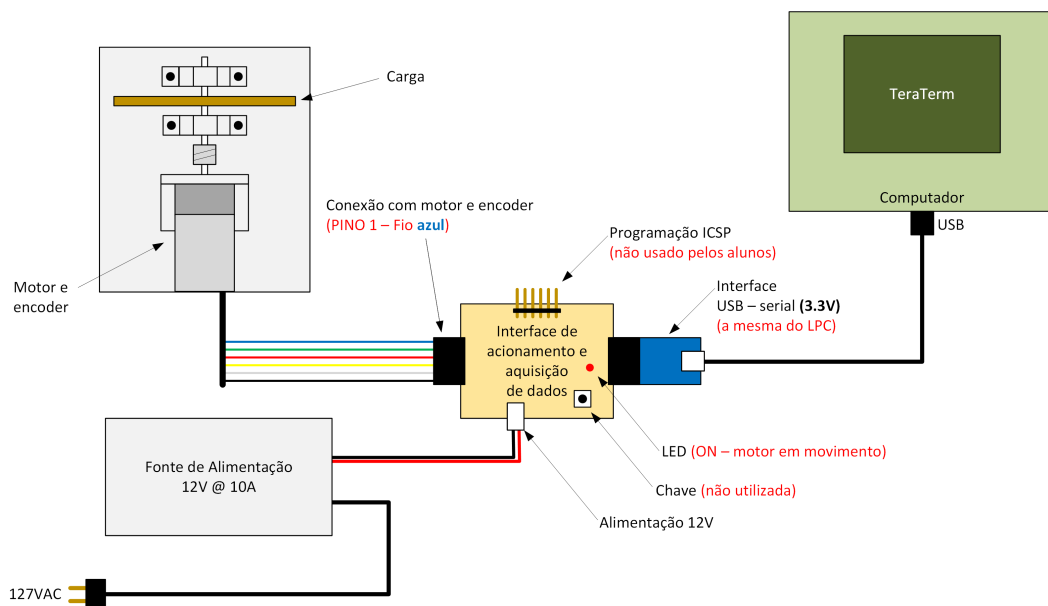 Carga
TeraTerm
Computador
USB
Conexão com motor e encoder
(PINO 1 – Fio azul)
Programação ICSP
(não usado pelos alunos)
Motor e
encoder
Interface
USB – serial (3.3V)
(a mesma do LPC)
Interface de
acionamento e
aquisição
de dados
LED (ON – motor em movimento)
Chave (não utilizada)
Alimentação 12V
Fonte de Alimentação
12V @ 10A
127VAC